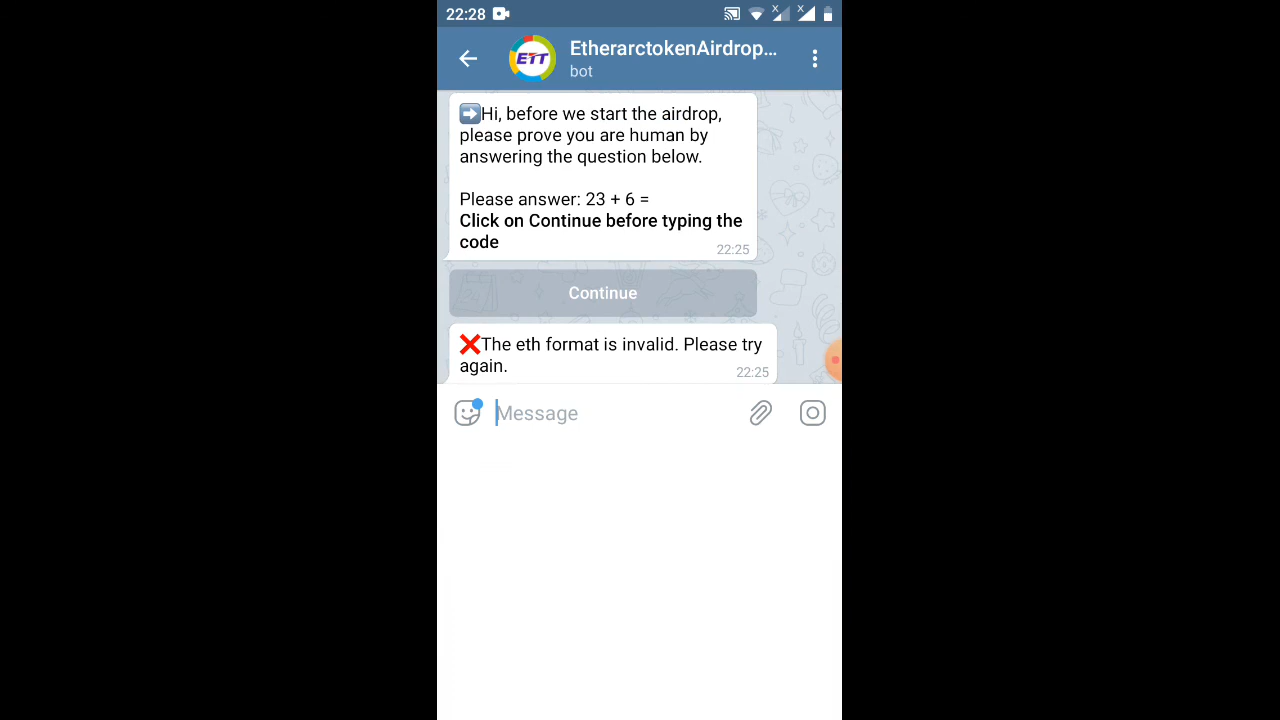 22:28
EtherarctokenAirdrop...
bot
ETT
➡Hi, before we start the airdrop,
please prove you are human by
answering the question below.
Please answer: 23 + 6 =
Click on Continue before typing the
code
22:25
Continue
❌The eth format is invalid. Please try
again.
22:25
Message